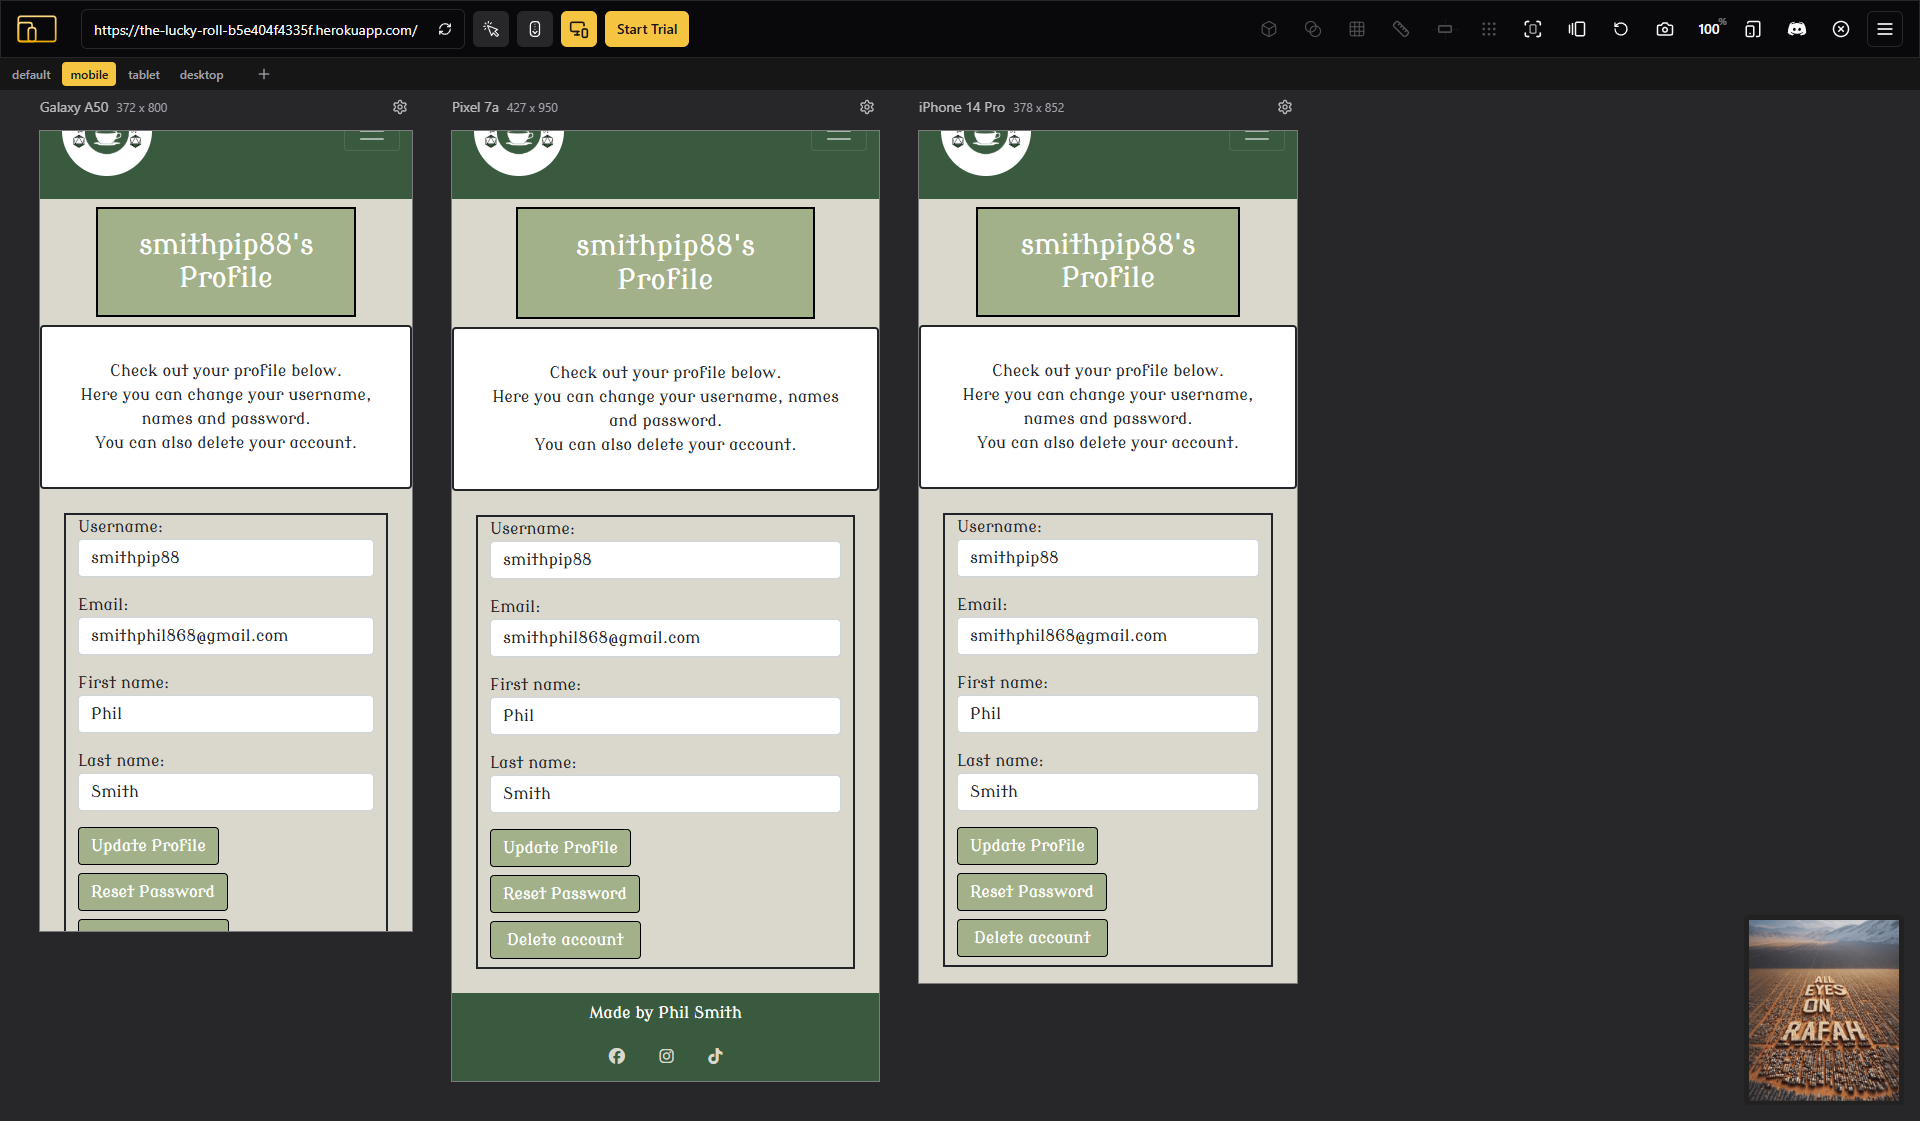 https://the-lucky-roll-b5e404f4335f.herokuapp.com/
Start Trial
100%
default
mobile
tablet
desktop
Galaxy A50 372 x 800
smithpip88's
Profile
Check out your profile below.
Here you can change your username,
names and password.
You can also delete your account.
Username:
smithpip88
Email:
smithphil868@gmail.com
First name:
Phil
Last name:
Smith
Update Profile
Reset Password
Pixel 7a 427 x 950
smithpip88's
Profile
Check out your profile below.
Here you can change your username, names
and password.
You can also delete your account.
Username:
smithpip88
Email:
smithphil868@gmail.com
First name:
Phil
Last name:
Smith
Update Profile
Reset Password
Delete account
Made by Phil Smith
iPhone 14 Pro 378 x 852
smithpip88's
Profile
Check out your profile below.
Here you can change your username,
names and password.
You can also delete your account.
Username:
smithpip88
Email:
smithphil868@gmail.com
First name:
Phil
Last name:
Smith
Update Profile
Reset Password
Delete account
ALL
EYES
ON
RAFAH